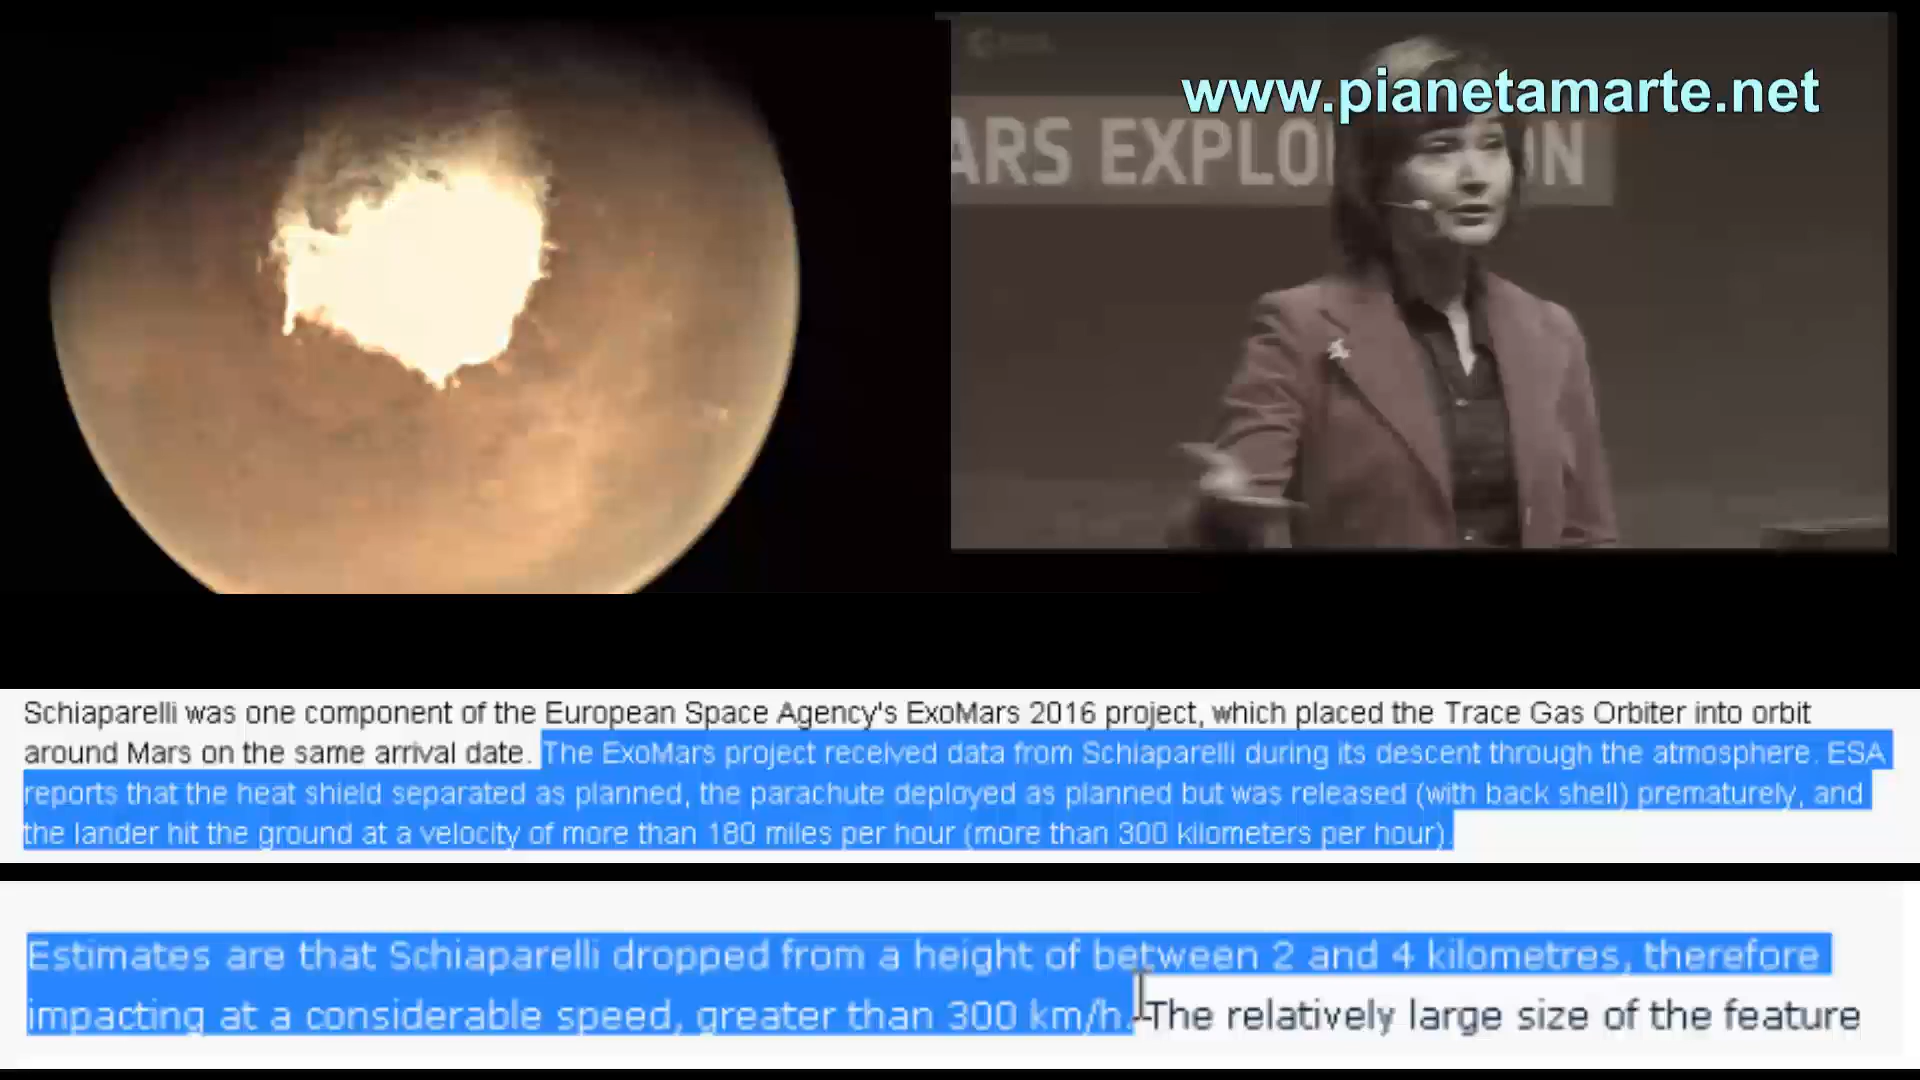 www.pianetamarte.net
ARS EXPLO ON
Schiaparelli was one component of the European Space Agency's ExoMars 2016 project, which placed the Trace Gas Orbiter into orbit
around Mars on the same arrival date. The ExoMars project received data from Schiaparelli during its descent through the atmosphere. ESA
reports that the heat shield separated as planned, the parachute deployed as planned but was released (with back shell) prematurely, and
the lander hit the ground at a velocity of more than 180 miles per hour (more than 300 kilometers per hour).
Estimates are that Schiaparelli dropped from a height of between 2 and 4 kilometres, therefore
impacting at a considerable speed, greater than 300 km/h. The relatively large size of the feature